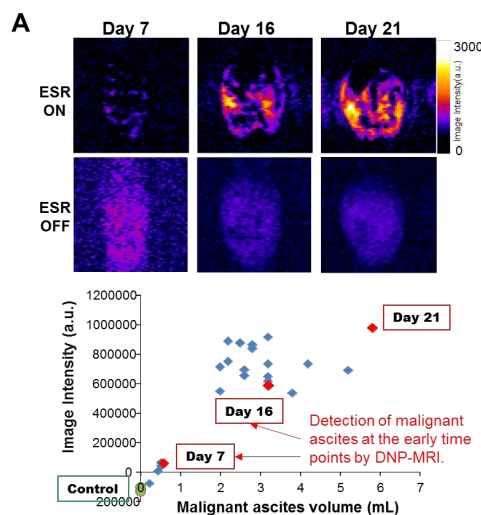 A
Day 7 Day 16 Day 21
ESR
ON
3000
Image Intensity(a.u.)
0
ESR
OFF
1200000
1000000
800000
600000
400000
200000
0
200000
Image Intensity (a.u.)
Day 21
Day 16
Day 7
Detection of malignant
ascites at the early time
points by DNP-MRI.
Control
0 1 2 3 4 5 6 7
Malignant ascites volume (mL)